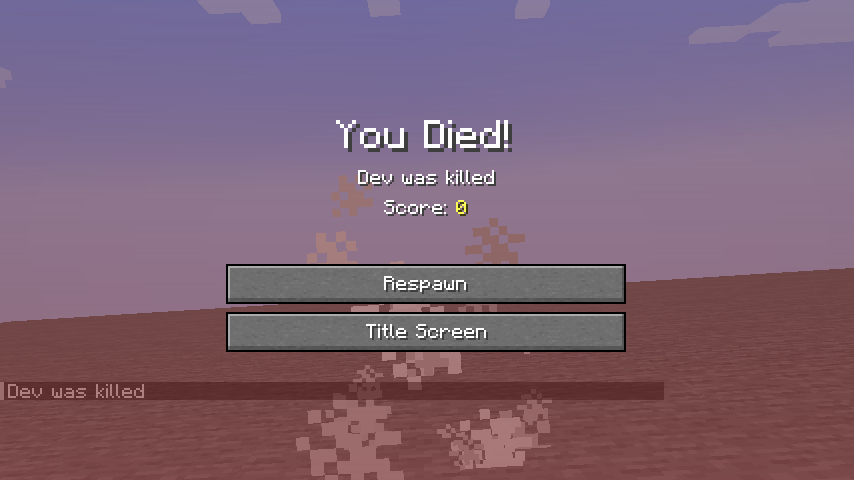 You Died!
Dev was killed
Score: 0
Respawn
Title Screen
Dev was killed